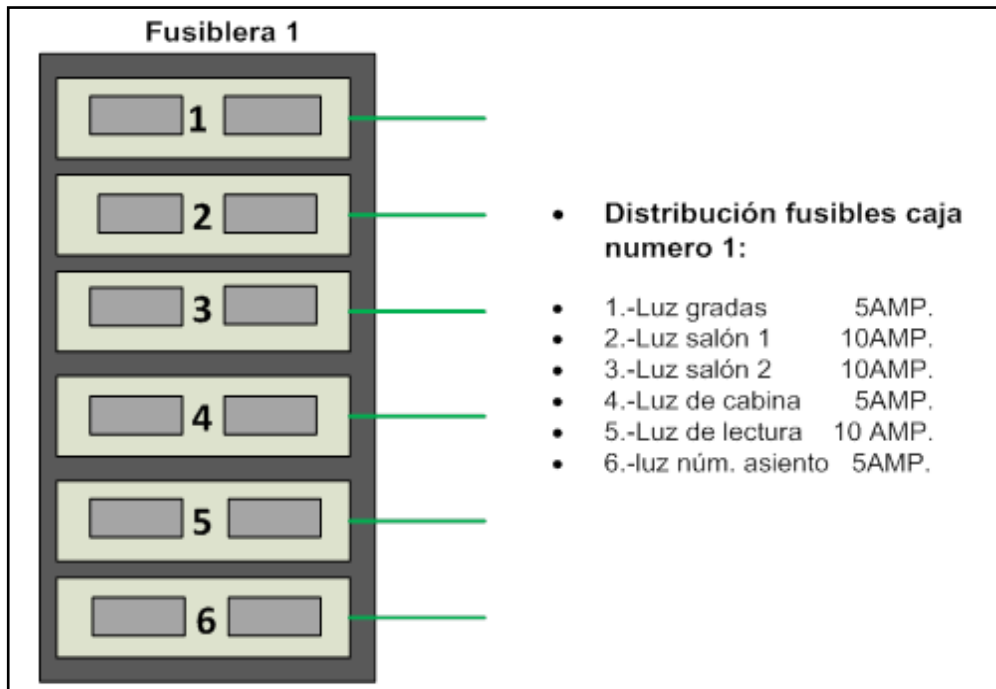 Fusiblera 1
1
2
3
4
5
6
• Distribución fusibles caja
numero 1:
• 1.-Luz gradas 5AMP.
• 2.-Luz salón 1 10AMP.
• 3.-Luz salón 2 10AMP.
• 4.-Luz de cabina 5AMP.
• 5.-Luz de lectura 10 AMP.
• 6.-luz núm. asiento 5AMP.